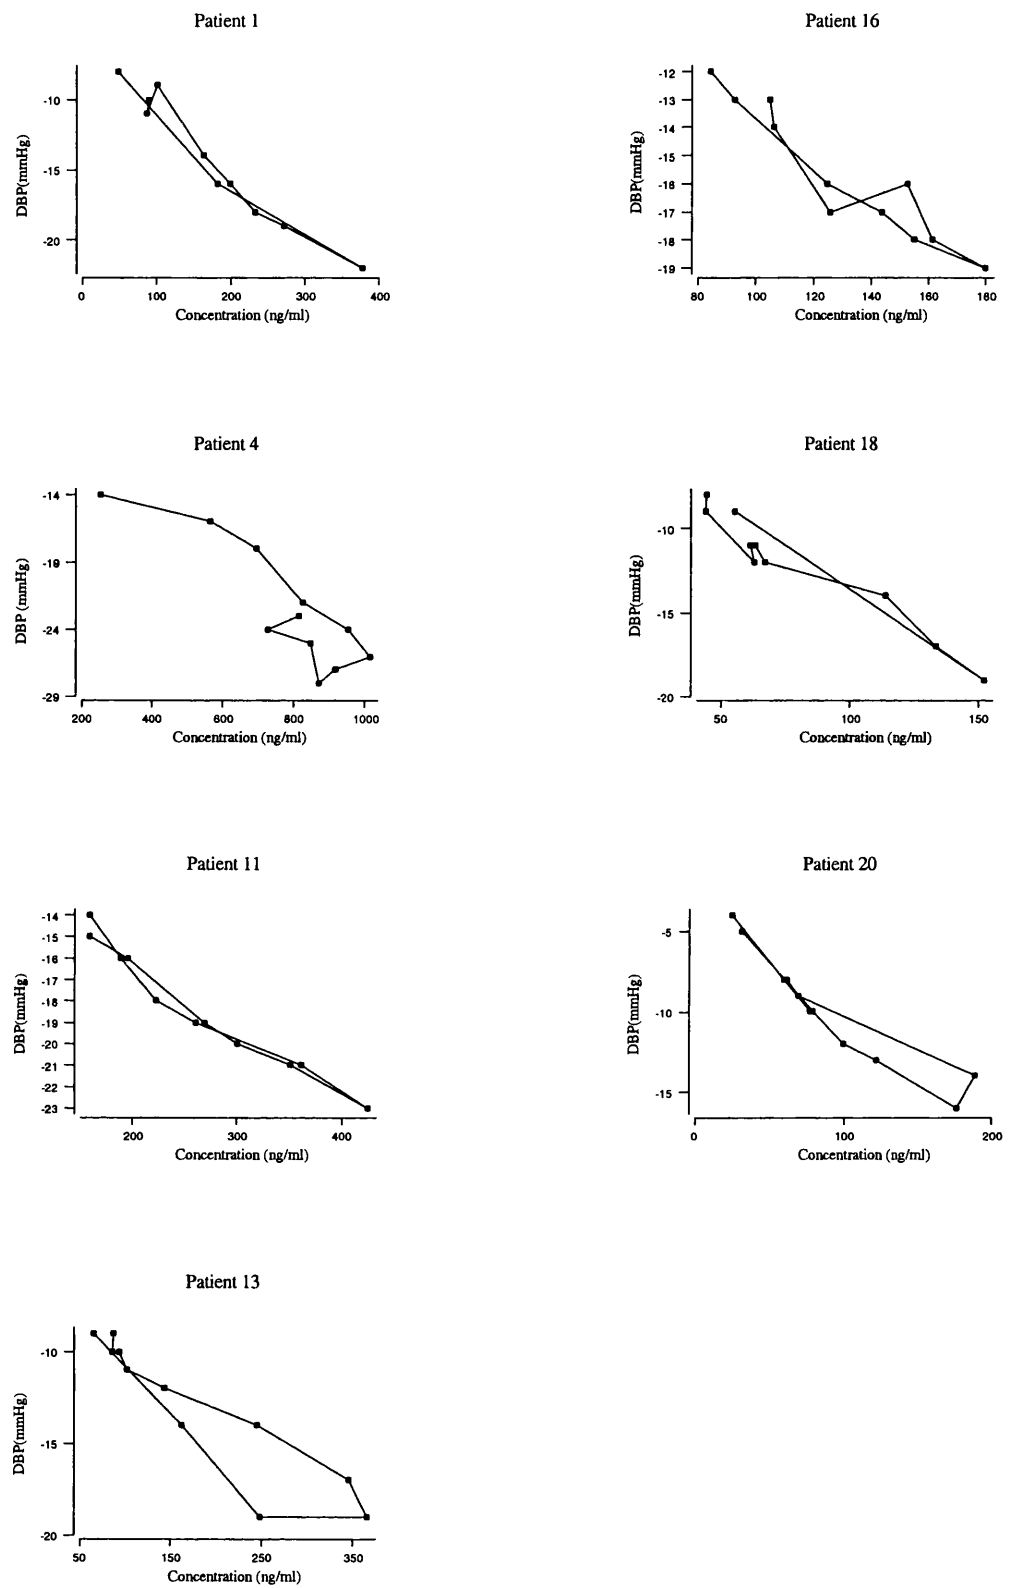 Patient 1
-10
-15
-20
DBP(mmHg)
0 100 200 300 400
Concentration (ng/ml)
Patient 16
-12
-13
-14
-15
-18
-17
-18
-19
DBP(mmHg)
80 100 120 140 160 180
Concentration (ng/ml)
Patient 4
-14
-19
-24
-29
DBP (mmHg)
200 400 600 800 1000
Concentration (ng/ml)
Patient 18
-10
-15
-20
DBP(mmHg)
50 100 150
Concentration (ng/ml)
Patient 11
-14
-15
-16
-17
-18
-19
-20
-21
-22
-23
DBP(mmHg)
200 300 400
Concentration (ng/ml)
Patient 20
-5
-10
-15
DBP(mmHg)
0 100 200
Concentration (ng/ml)
Patient 13
-10
-15
-20
DBP(mmHg)
50 150 250 350
Concentration (ng/ml)